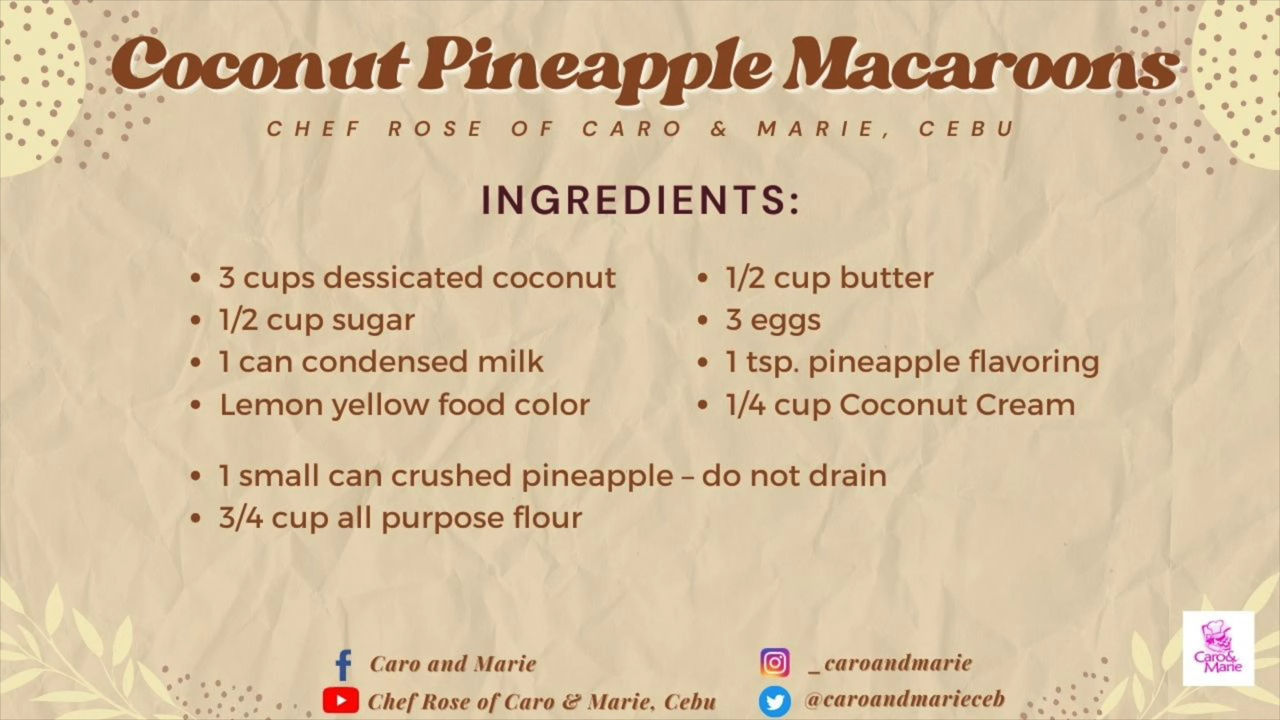 Coconut Pineapple Macaroons
CHEF ROSE OF CARO & MARIE, CEBU
INGREDIENTS:
• 3 cups dessicated coconut
• 1/2 cup sugar
• 1 can condensed milk
• Lemon yellow food color
• 1/2 cup butter
• 3 eggs
• 1 tsp. pineapple flavoring
• 1/4 cup Coconut Cream
• 1 small can crushed pineapple – do not drain
• 3/4 cup all purpose flour
Caro and Marie
Chef Rose of Caro & Marie, Cebu
_caroandmarie
@caroandmarieceb
Caro&
Marie